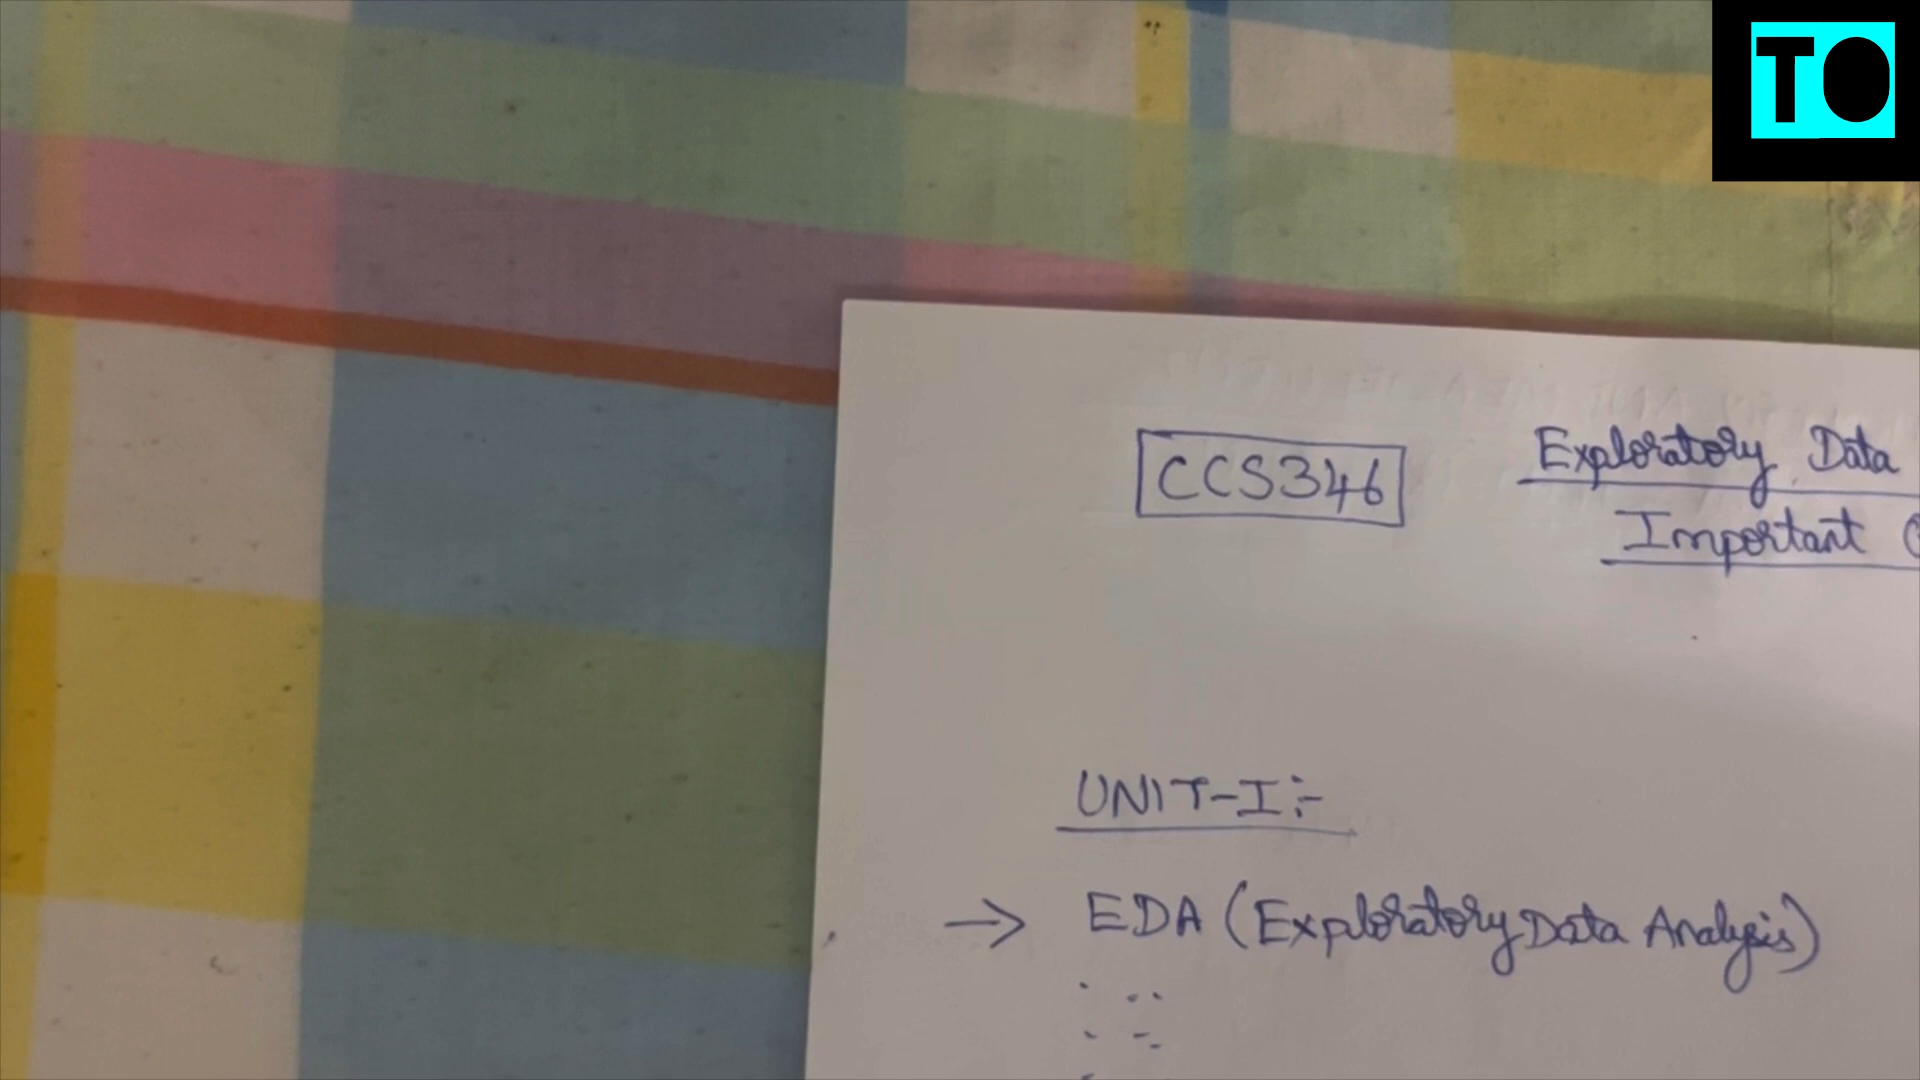 TO
CCS346
Exploratory Data
Important
UNIT-I:-
→ EDA (Exploratory Data Analysis)